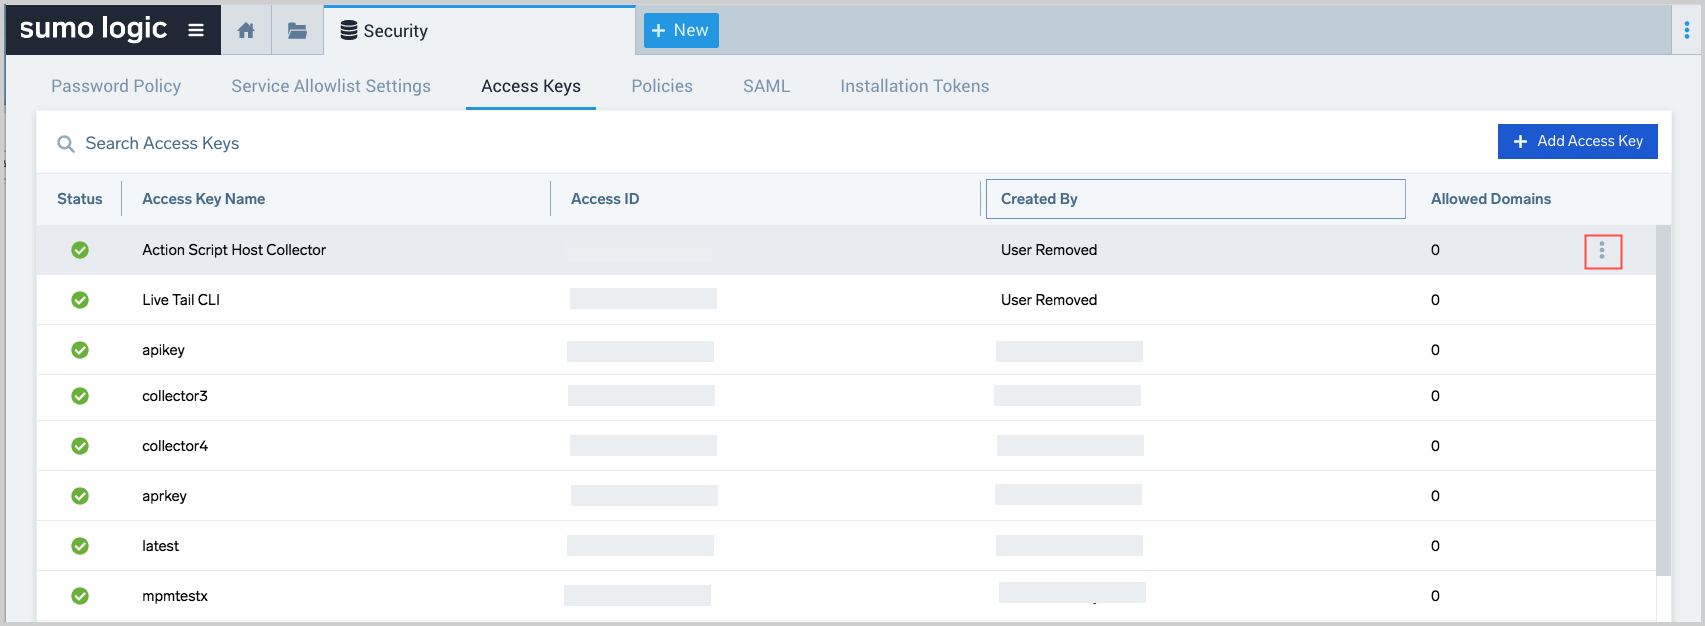 sumo logic Security + New
Password Policy Service Allowlist Settings Access Keys Policies SAML Installation Tokens
Search Access Keys + Add Access Key
Status Access Key Name Access ID Created By Allowed Domains
Action Script Host Collector User Removed 0
Live Tail CLI User Removed 0
apikey 0
collector3 0
collector4 0
aprkey 0
latest 0
mpmtestx 0